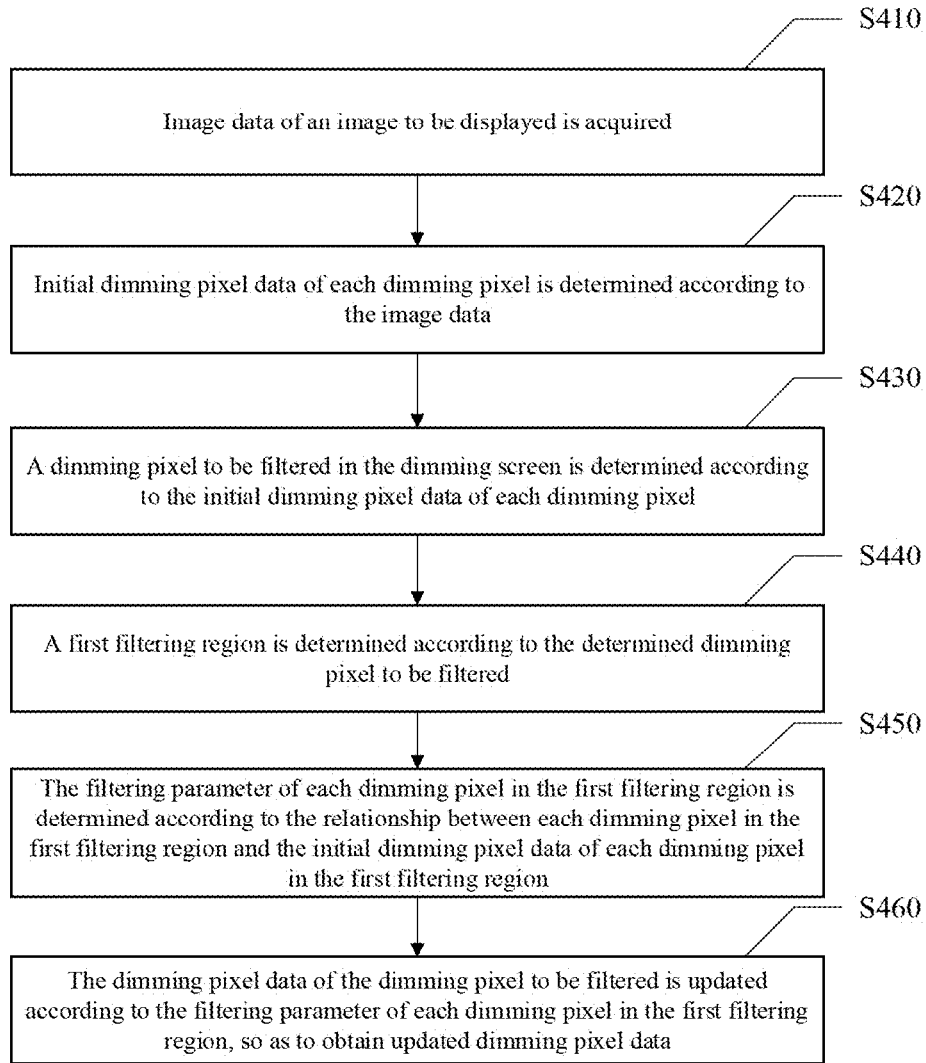 S410
Image data of an image to be displayed is acquired
S420
Initial dimming pixel data of each dimming pixel is determined according to
the image data
S430
A dimming pixel to be filtered in the dimming screen is determined according
to the initial dimming pixel data of each dimming pixel
S440
A first filtering region is determined according to the determined dimming
pixel to be filtered
S450
The filtering parameter of each dimming pixel in the first filtering region is
determined according to the relationship between each dimming pixel in the
first filtering region and the initial dimming pixel data of each dimming pixel
in the first filtering region
S460
The dimming pixel data of the dimming pixel to be filtered is updated
according to the filtering parameter of each dimming pixel in the first filtering
region, so as to obtain updated dimming pixel data